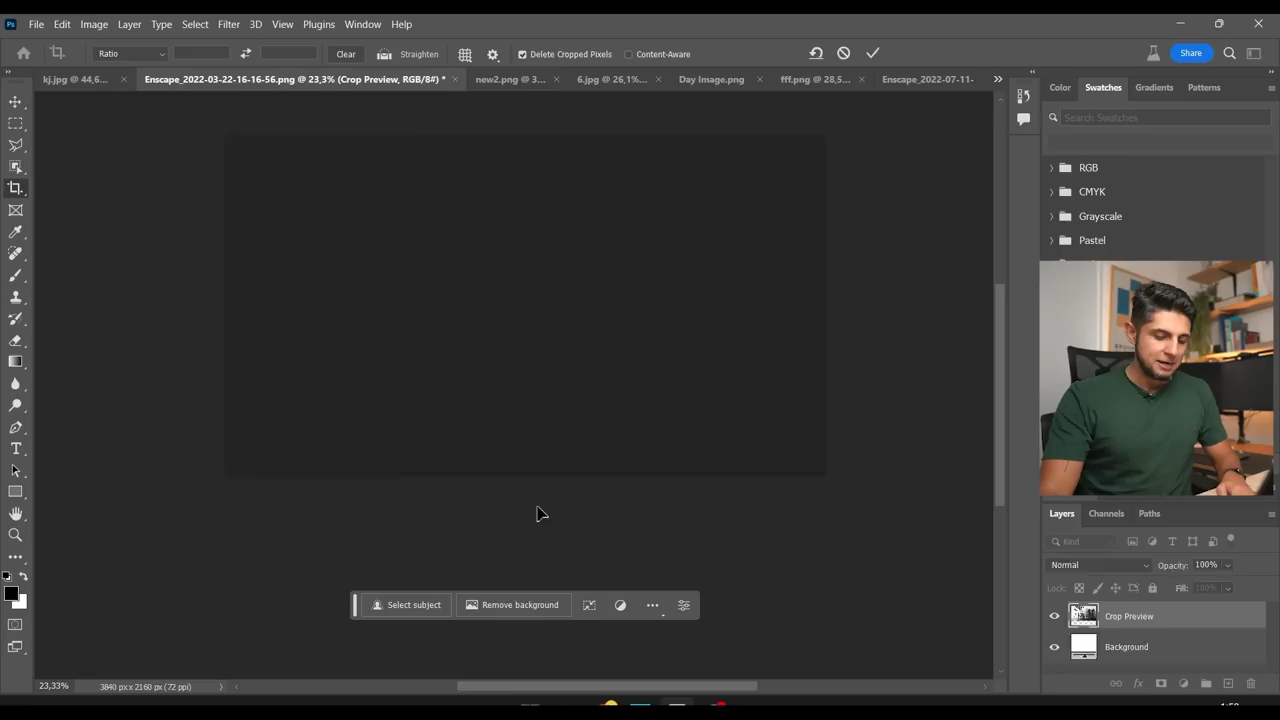 Ps File Edit Image Layer Type Select Filter 3D View Plugins Window Help
Ratio Clear Straighten Delete Cropped Pixels Content-Aware Share
kj.jpg @ 44,6... Enscape_2022-03-22-16-16-56.png @ 23,3% (Crop Preview, RGB/8#) * new2.png @ 3... 6.jpg @ 26,1%... Day Image.png fff.png @ 28,5... Enscape_2022-07-11-
Color Swatches Gradients Patterns
Search Swatches
RGB
CMYK
Grayscale
Pastel
Layers Channels Paths
Kind
Normal Opacity: 100%
Lock: Fill: 100%
Select subject Remove background
Crop Preview
Background
23,33% 3840 px x 2160 px (72 ppi)